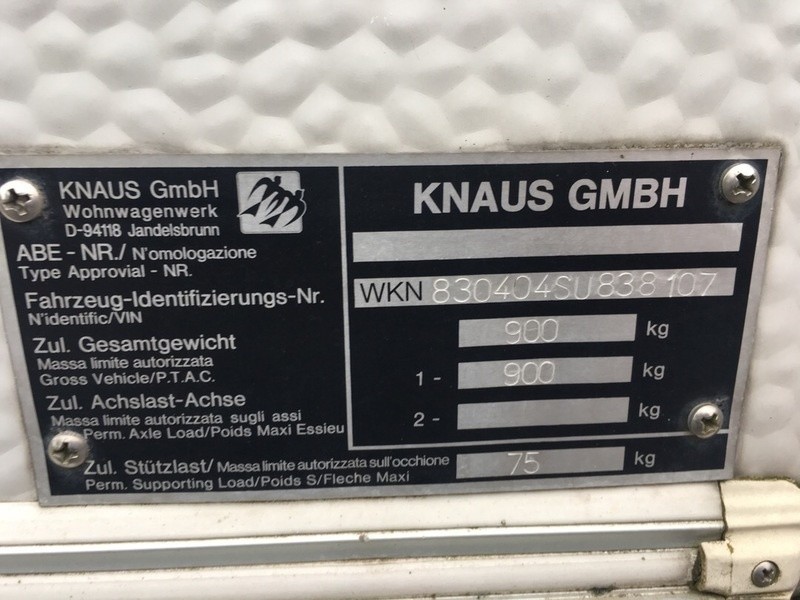 KNAUS GmbH
Wohnwagenwerk
D-94118 Jandelsbrunn
ABE - NR./ N'omologazione
Type Approvial - NR.
Fahrzeug-Identifizierungs-Nr.
N'identific/VIN
Zul. Gesamtgewicht
Massa limite autorizzata
Gross Vehicle/P.T.A.C.
Zul. Achslast-Achse
Massa limite autorizzata sugli assi
Perm. Axle Load/Poids Maxi Essieu
Zul. Stützlast/ Massa limite autorizzata sull'occhione
Perm. Supporting Load/Poids S/Fleche Maxi
KNAUS GMBH
WKN 830404SU838107
900 kg
1 - 900 kg
2 - kg
75 kg